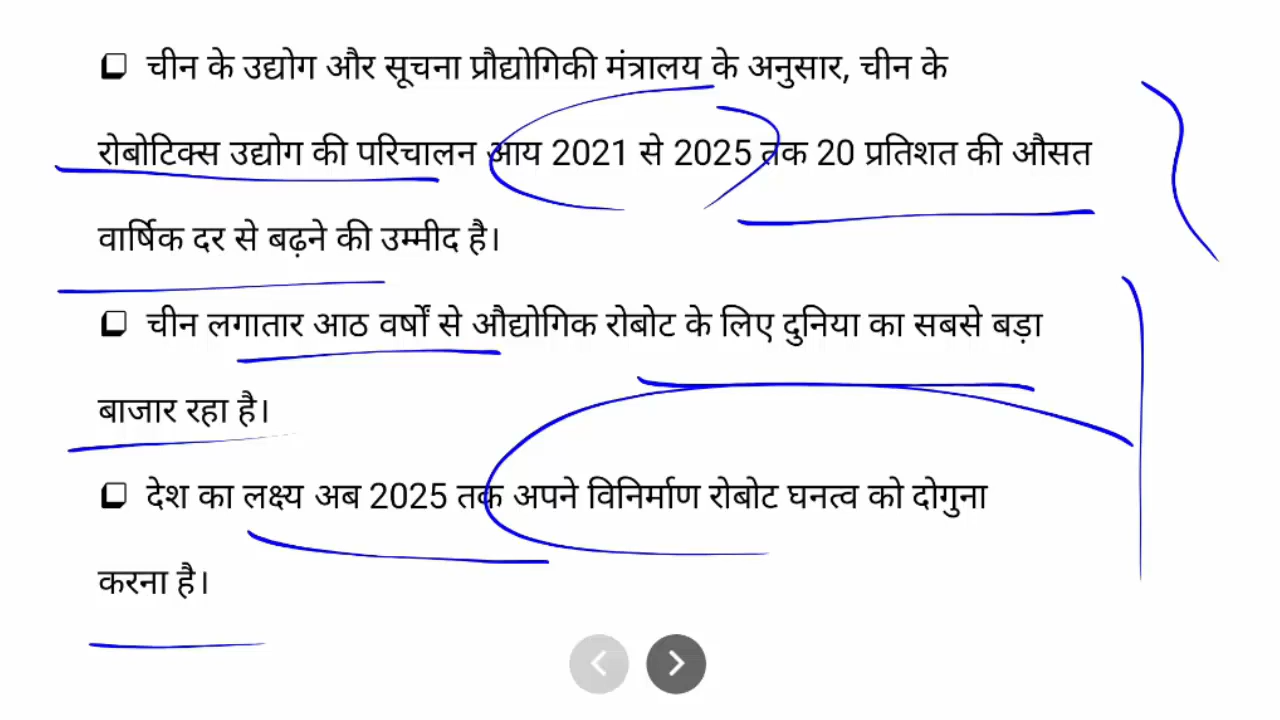 ❑ चीन के उद्योग और सूचना प्रौद्योगिकी मंत्रालय के अनुसार, चीन के
रोबोटिक्स उद्योग की परिचालन आय 2021 से 2025 तक 20 प्रतिशत की औसत
वार्षिक दर से बढ़ने की उम्मीद है।
❑ चीन लगातार आठ वर्षों से औद्योगिक रोबोट के लिए दुनिया का सबसे बड़ा
बाजार रहा है।
❑ देश का लक्ष्य अब 2025 तक अपने विनिर्माण रोबोट घनत्व को दोगुना
करना है।